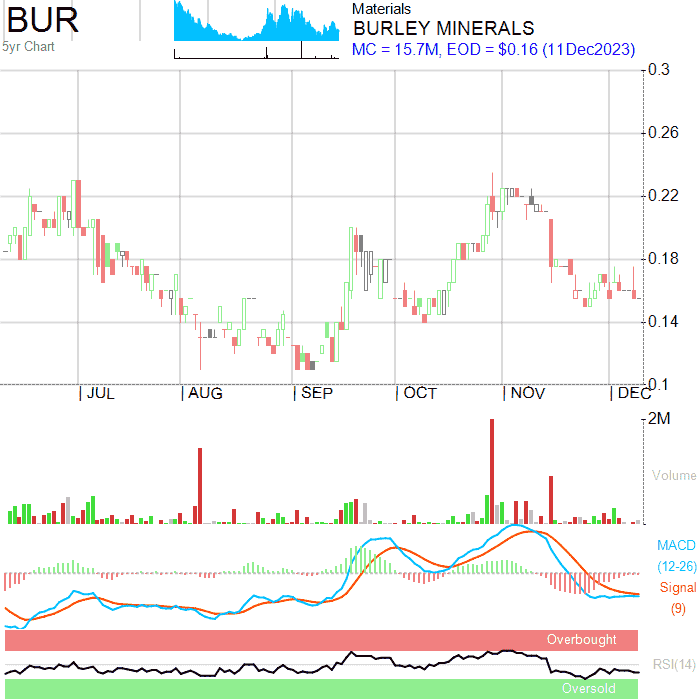 BUR
5yr Chart
Materials
BURLEY MINERALS
MC = 15.7M, EOD = $0.16 (11Dec2023)
0.3
0.26
0.22
0.18
0.14
0.1
JUL AUG SEP OCT NOV DEC
2M
Volume
MACD
(12-26)
Signal
(9)
Overbought
RSI(14)
Oversold